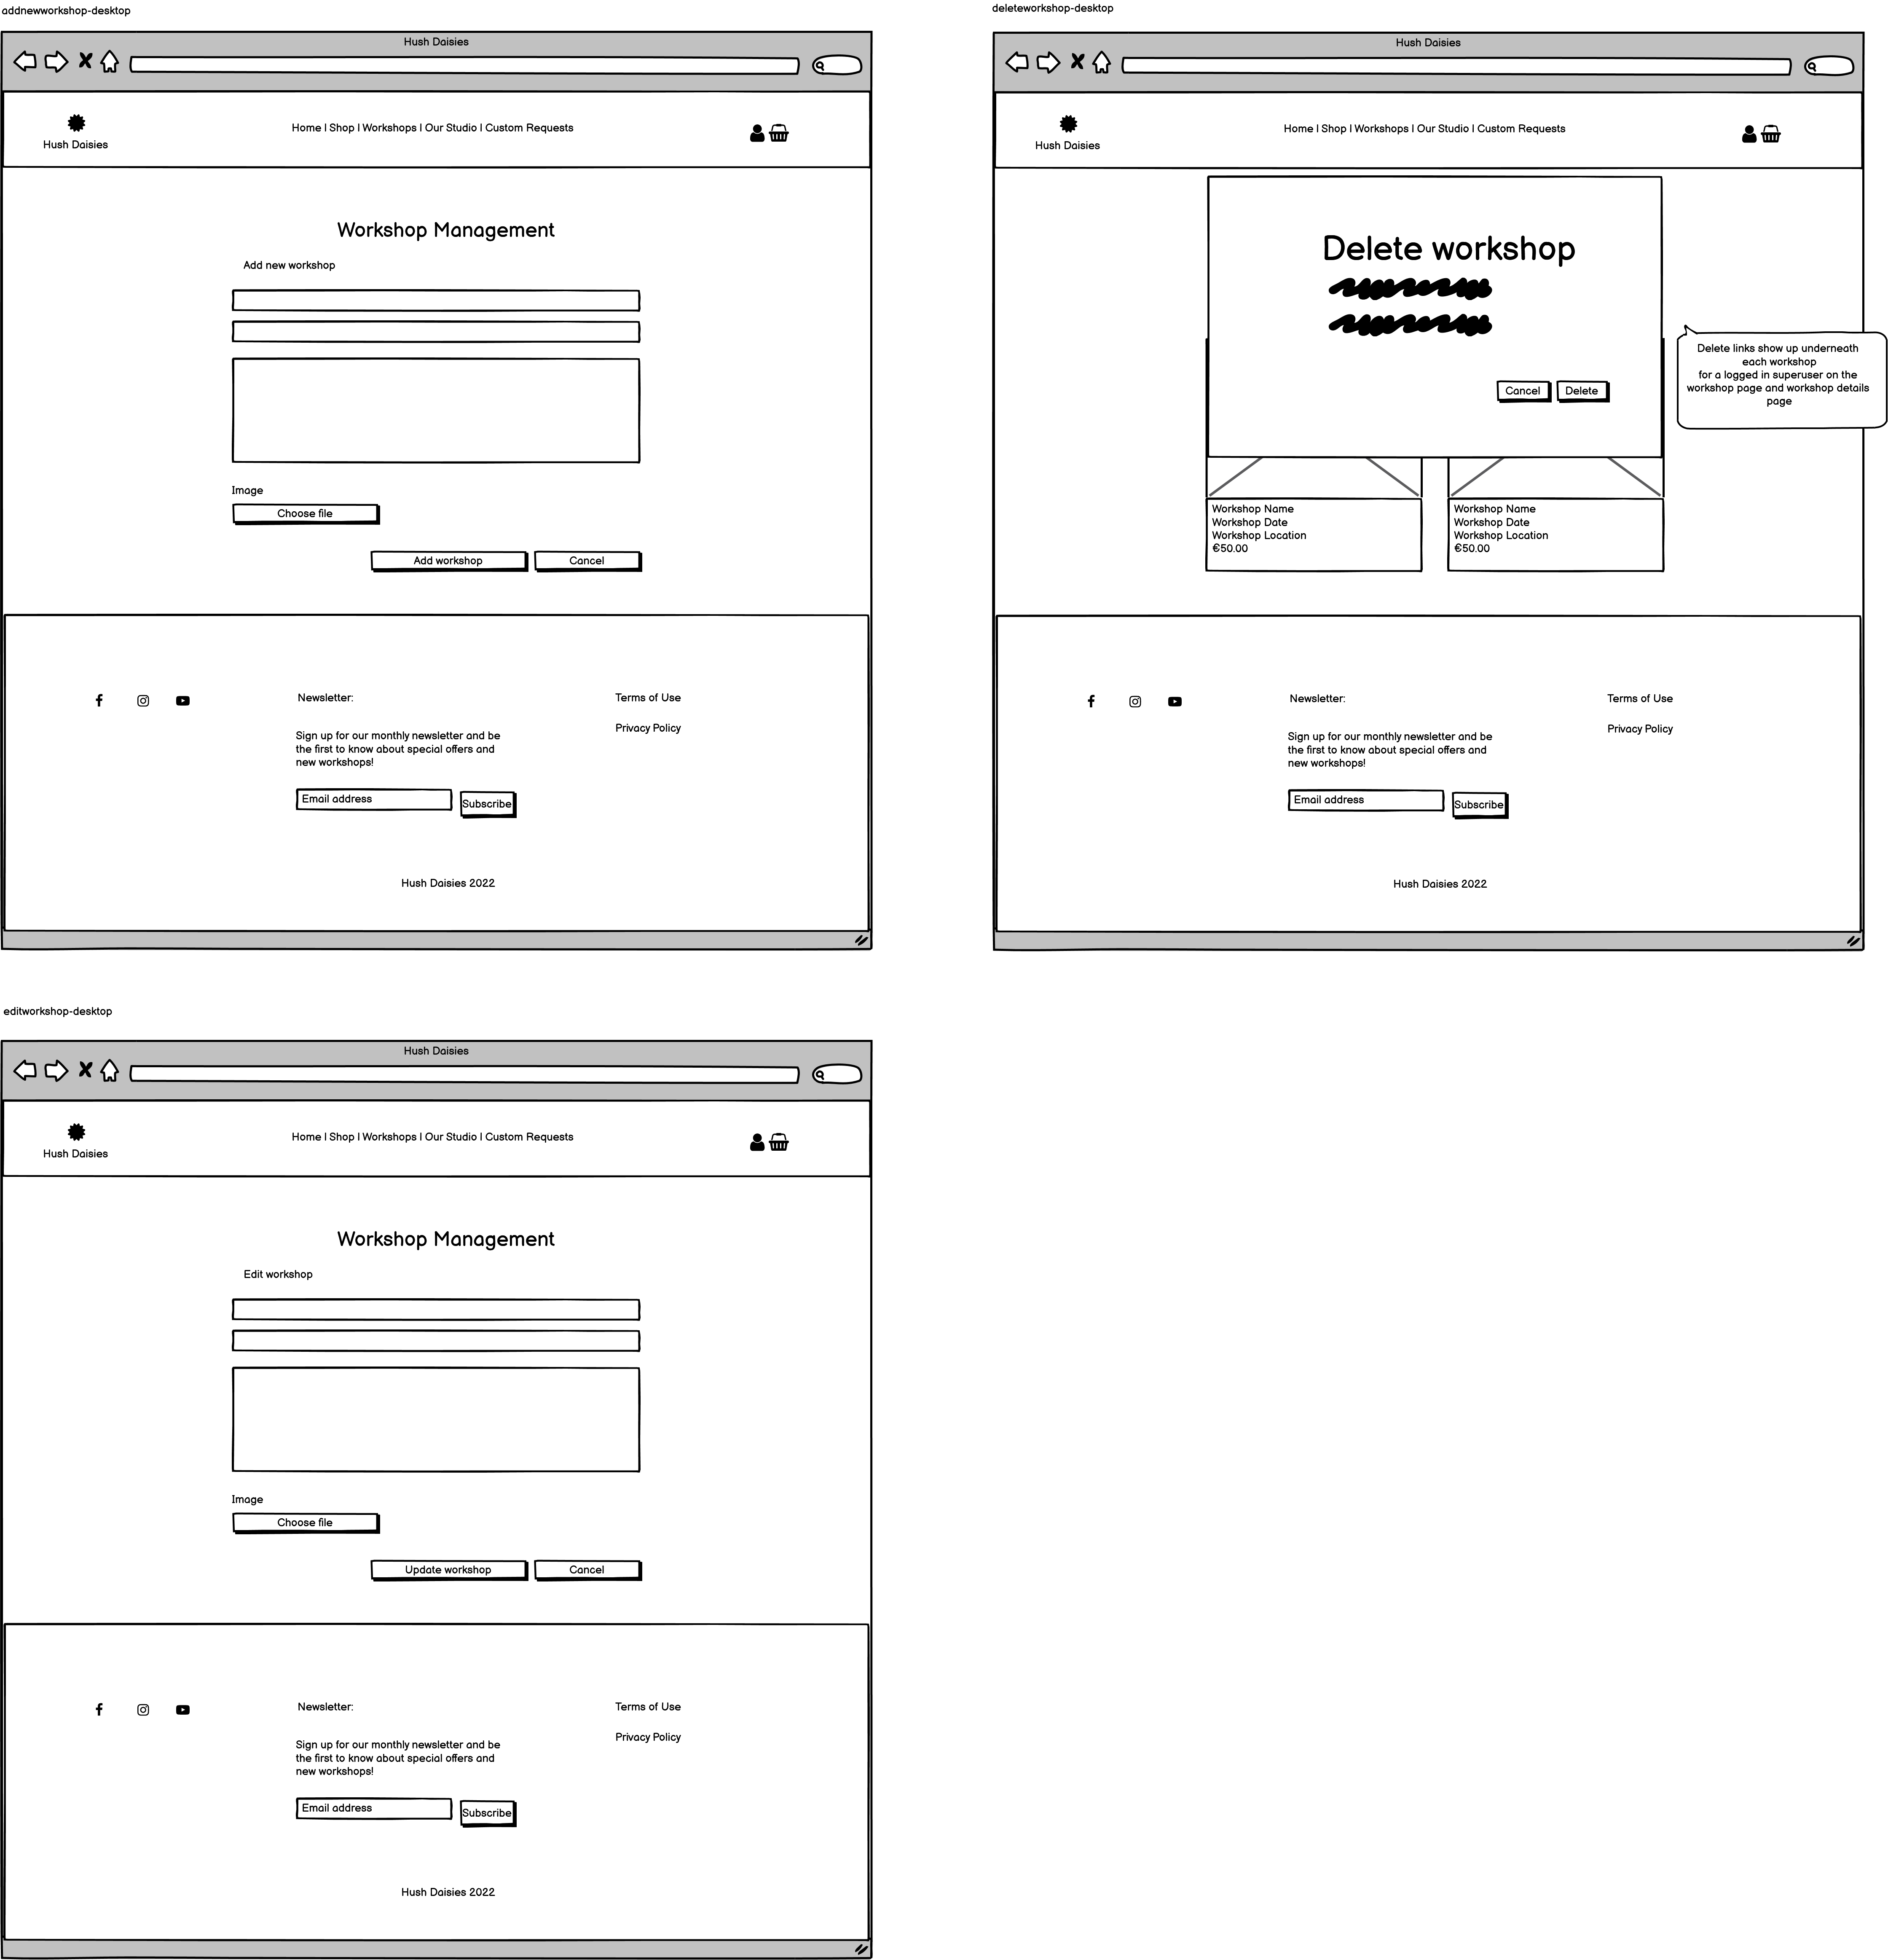 addnewworkshop-desktop
Hush Daisies
Hush Daisies
Home | Shop | Workshops | Our Studio | Custom Requests
Workshop Management
Add new workshop
Image
Choose file
Add workshop
Cancel
Newsletter:
Sign up for our monthly newsletter and be
the first to know about special offers and
new workshops!
Email address
Subscribe
Terms of Use
Privacy Policy
Hush Daisies 2022
deleteworkshop-desktop
Hush Daisies
Hush Daisies
Home | Shop | Workshops | Our Studio | Custom Requests
Delete workshop
Cancel
Delete
Delete links show up underneath
each workshop
for a logged in superuser on the
workshop page and workshop details
page
Workshop Name
Workshop Date
Workshop Location
€50.00
Workshop Name
Workshop Date
Workshop Location
€50.00
Newsletter:
Sign up for our monthly newsletter and be
the first to know about special offers and
new workshops!
Email address
Subscribe
Terms of Use
Privacy Policy
Hush Daisies 2022
editworkshop-desktop
Hush Daisies
Hush Daisies
Home | Shop | Workshops | Our Studio | Custom Requests
Workshop Management
Edit workshop
Image
Choose file
Update workshop
Cancel
Newsletter:
Sign up for our monthly newsletter and be
the first to know about special offers and
new workshops!
Email address
Subscribe
Terms of Use
Privacy Policy
Hush Daisies 2022